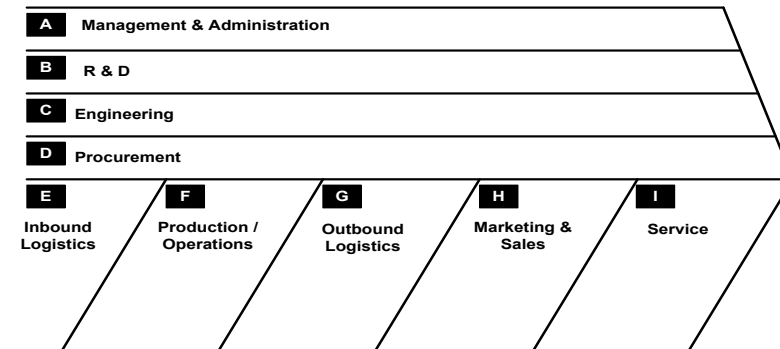 A Management & Administration
B R & D
C Engineering
D Procurement
E F G H I
Inbound Logistics
Production / Operations
Outbound Logistics
Marketing & Sales
Service